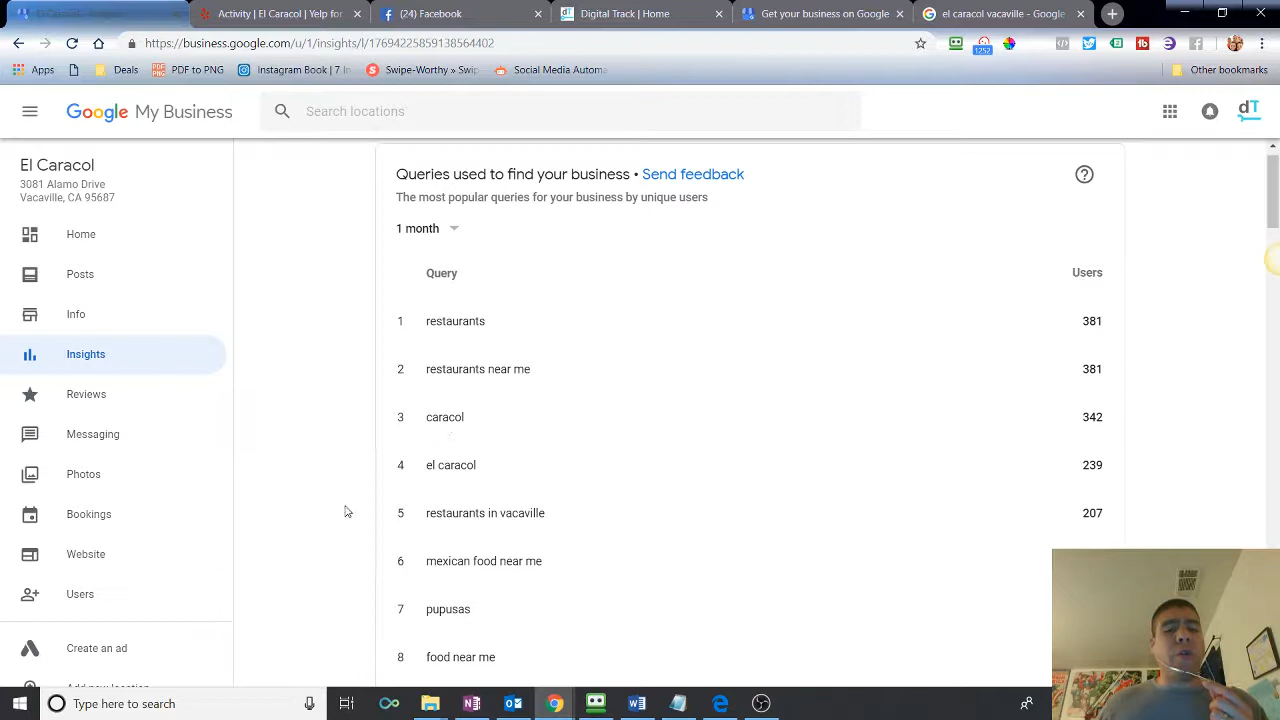 Activity | El Caracol | Yelp for
(24) Facebook
Digital Track | Home
Get your business on Google
el caracol vacaville - Google
https://business.google.com/u/1/insights/l/17694225859138564402
1252
Apps
Deals
PDF to PNG
Instagram Book | 7 In
Swipe-Worthy » Swip
Social Media Automa
Other bookmarks
Google My Business
Search locations
dT
El Caracol
3081 Alamo Drive
Vacaville, CA 95687
Home
Posts
Info
Insights
Reviews
Messaging
Photos
Bookings
Website
Users
Create an ad
Queries used to find your business • Send feedback
The most popular queries for your business by unique users
1 month
Query Users
1 restaurants 381
2 restaurants near me 381
3 caracol 342
4 el caracol 239
5 restaurants in vacaville 207
6 mexican food near me
7 pupusas
8 food near me
Type here to search